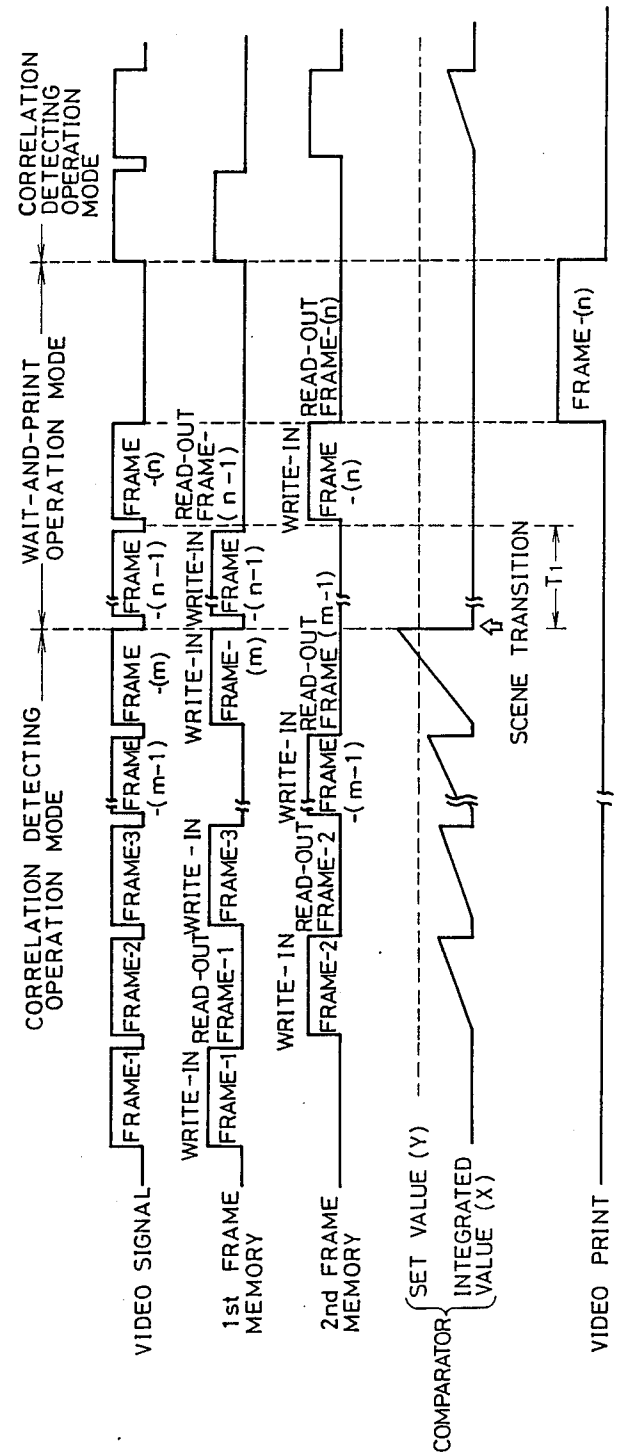 CORRELATION DETECTING
OPERATION MODE
WAIT-AND-PRINT
OPERATION MODE
CORRELATION
DETECTING
OPERATION
MODE
VIDEO SIGNAL
FRAME-1
FRAME-2
FRAME-3
FRAME
-(m-1)
FRAME
-(m)
FRAME
-(n-1)
FRAME
-(n)
1st FRAME
MEMORY
WRITE-IN
FRAME-1
READ-OUT
FRAME-1
WRITE-IN
FRAME-3
WRITE-IN
FRAME-
(m)
WRITE-IN
FRAME
-(n-1)
READ-OUT
FRAME-
(n-1)
2nd FRAME
MEMORY
WRITE-IN
FRAME-2
READ-OUT
FRAME-2
WRITE-IN
FRAME
-(m-1)
READ-OUT
FRAME (m-1)
WRITE-IN
FRAME
-(n)
READ-OUT
FRAME-(n)
COMPARATOR
SET VALUE (Y)
INTEGRATED
VALUE (X)
SCENE TRANSITION
T1
VIDEO PRINT
FRAME-(n)